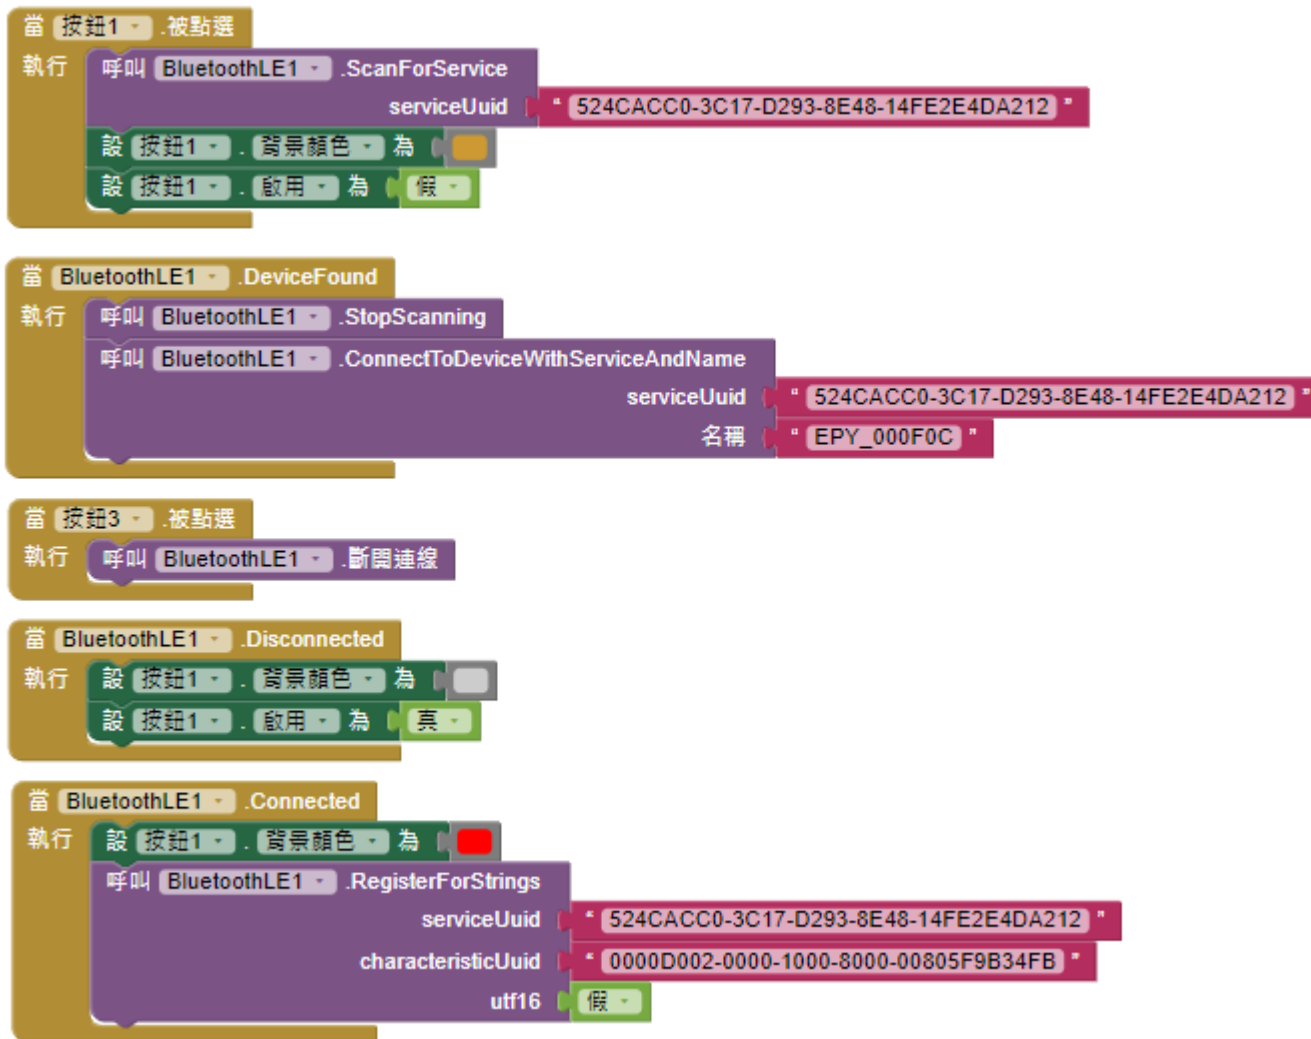 當 按鈕1 .被點選
執行 呼叫 BluetoothLE1 .ScanForService
serviceUuid " 524CACC0-3C17-D293-8E48-14FE2E4DA212 "
設 按鈕1 . 背景顏色 為
設 按鈕1 . 啟用 為 假
當 BluetoothLE1 .DeviceFound
執行 呼叫 BluetoothLE1 .StopScanning
呼叫 BluetoothLE1 .ConnectToDeviceWithServiceAndName
serviceUuid " 524CACC0-3C17-D293-8E48-14FE2E4DA212 "
名稱 " EPY_000F0C "
當 按鈕3 .被點選
執行 呼叫 BluetoothLE1 .斷開連線
當 BluetoothLE1 .Disconnected
執行 設 按鈕1 . 背景顏色 為
設 按鈕1 . 啟用 為 真
當 BluetoothLE1 .Connected
執行 設 按鈕1 . 背景顏色 為
呼叫 BluetoothLE1 .RegisterForStrings
serviceUuid " 524CACC0-3C17-D293-8E48-14FE2E4DA212 "
characteristicUuid " 0000D002-0000-1000-8000-00805F9B34FB "
utf16 假